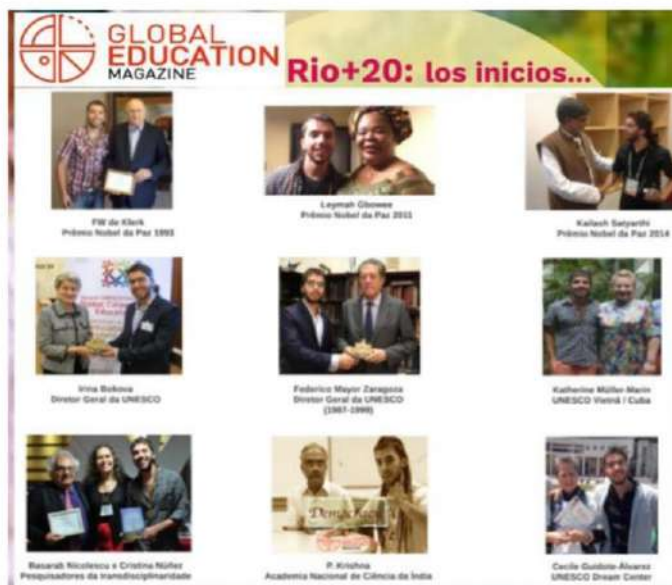 GLOBAL
EDUCATION
MAGAZINE
Rio+20: los inicios...
FW de Klerk
Prêmio Nobel da Paz 1993
Leymah Gbowee
Prêmio Nobel da Paz 2011
Kailash Satyarthi
Prêmio Nobel da Paz 2014
Irina Bokova
Diretor Geral da UNESCO
Federico Mayor Zaragoza
Diretor Geral da UNESCO
(1987-1999)
Katherine Müller-Marin
UNESCO Vietnã / Cuba
Basarab Nicolescu e Cristina Núñez
Pesquisadores da transdisciplinaridade
P. Krishna
Academia Nacional de Ciência da Índia
Cecile Guidote-Álvarez
UNESCO Dream Center